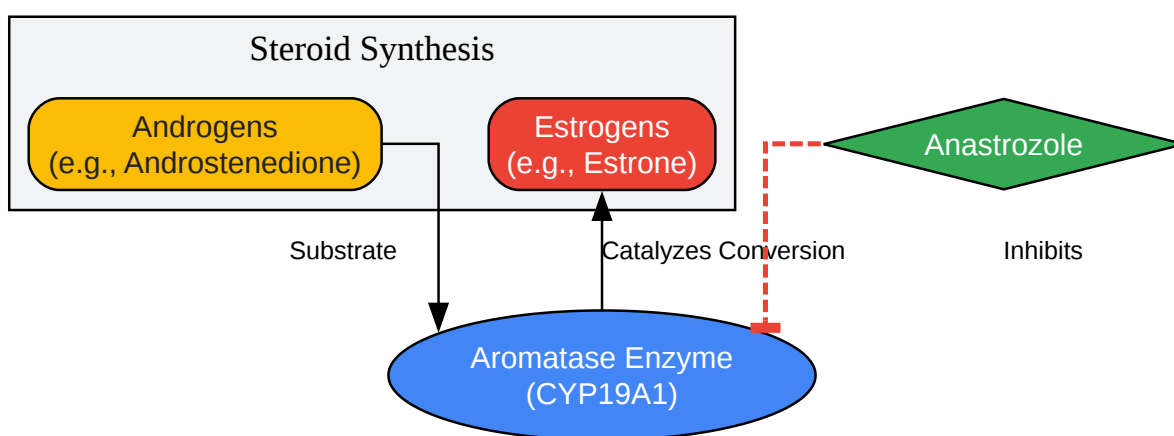 Steroid Synthesis
Androgens
(e.g., Androstenedione)
Estrogens
(e.g., Estrone)
Anastrozole
Substrate
Catalyzes Conversion
Inhibits
Aromatase Enzyme
(CYP19A1)